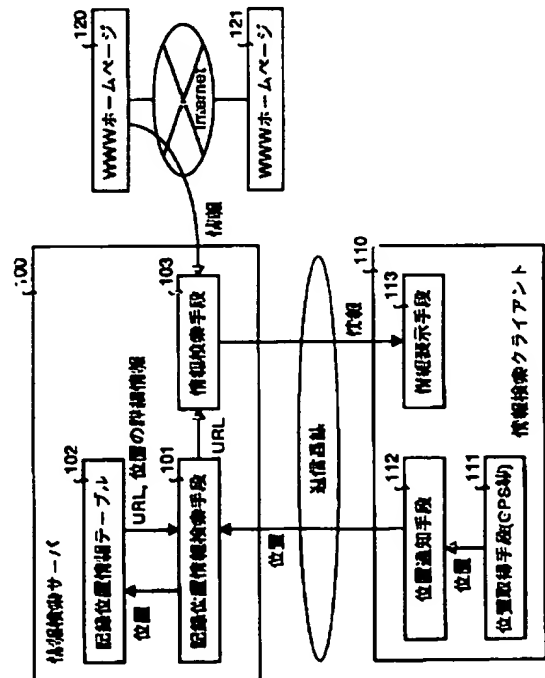 情報検索サーバ
100
記録位置情報テーブル
102
URL, 位置の詳細情報
位置
記録位置情報検索手段
101
URL
情報検索手段
103
情報
WWWホームページ
120
Internet
WWWホームページ
121
通信回線
位置
情報
110
情報検索クライアント
位置通知手段
112
位置
位置取得手段(GPS等)
111
情報表示手段
113